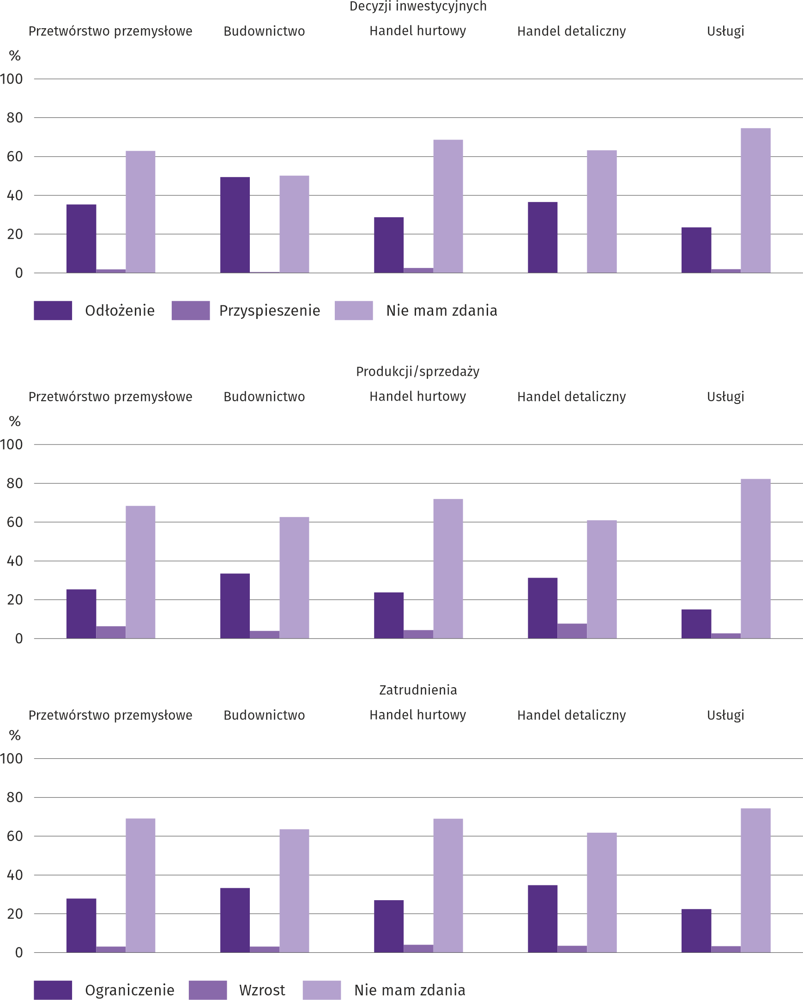 Decyzji inwestycyjnych
Przetwórstwo przemysłowe Budownictwo Handel hurtowy Handel detaliczny Usługi
%
100
80
60
40
20
0
Odłożenie Przyspieszenie Nie mam zdania
Produkcji/sprzedaży
Przetwórstwo przemysłowe Budownictwo Handel hurtowy Handel detaliczny Usługi
%
100
80
60
40
20
0
Zatrudnienia
Przetwórstwo przemysłowe Budownictwo Handel hurtowy Handel detaliczny Usługi
%
100
80
60
40
20
0
Ograniczenie Wzrost Nie mam zdania